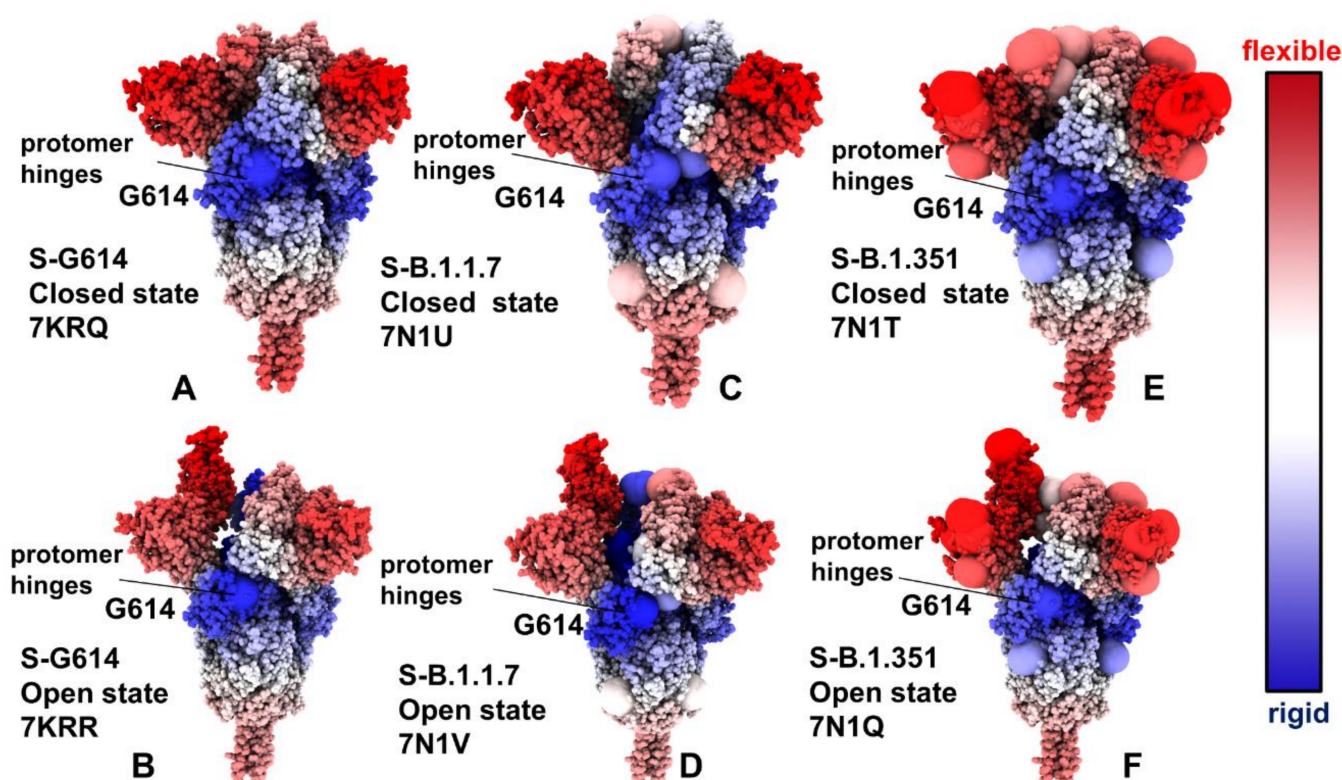 protomer
hinges
G614
S-G614
Closed state
7KRQ
A
protomer
hinges
G614
S-B.1.1.7
Closed state
7N1U
C
protomer
hinges
G614
S-B.1.351
Closed state
7N1T
E
flexible
rigid
protomer
hinges
G614
S-G614
Open state
7KRR
B
protomer
hinges
G614
S-B.1.1.7
Open state
7N1V
D
protomer
hinges
G614
S-B.1.351
Open state
7N1Q
F